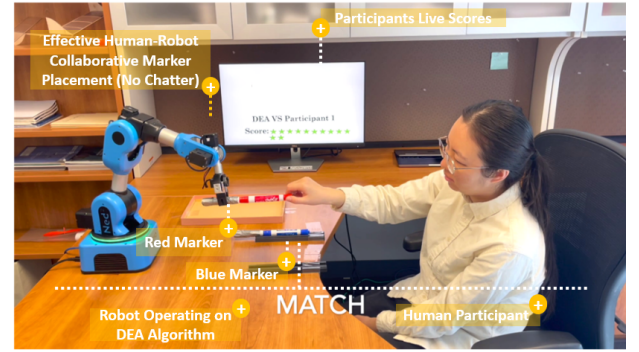 Participants Live Scores
Effective Human-Robot
Collaborative Marker
Placement (No Chatter)
DEA VS Participant 1
Score:
Ned
Red Marker
Blue Marker
MATCH
Robot Operating on
DEA Algorithm
Human Participant